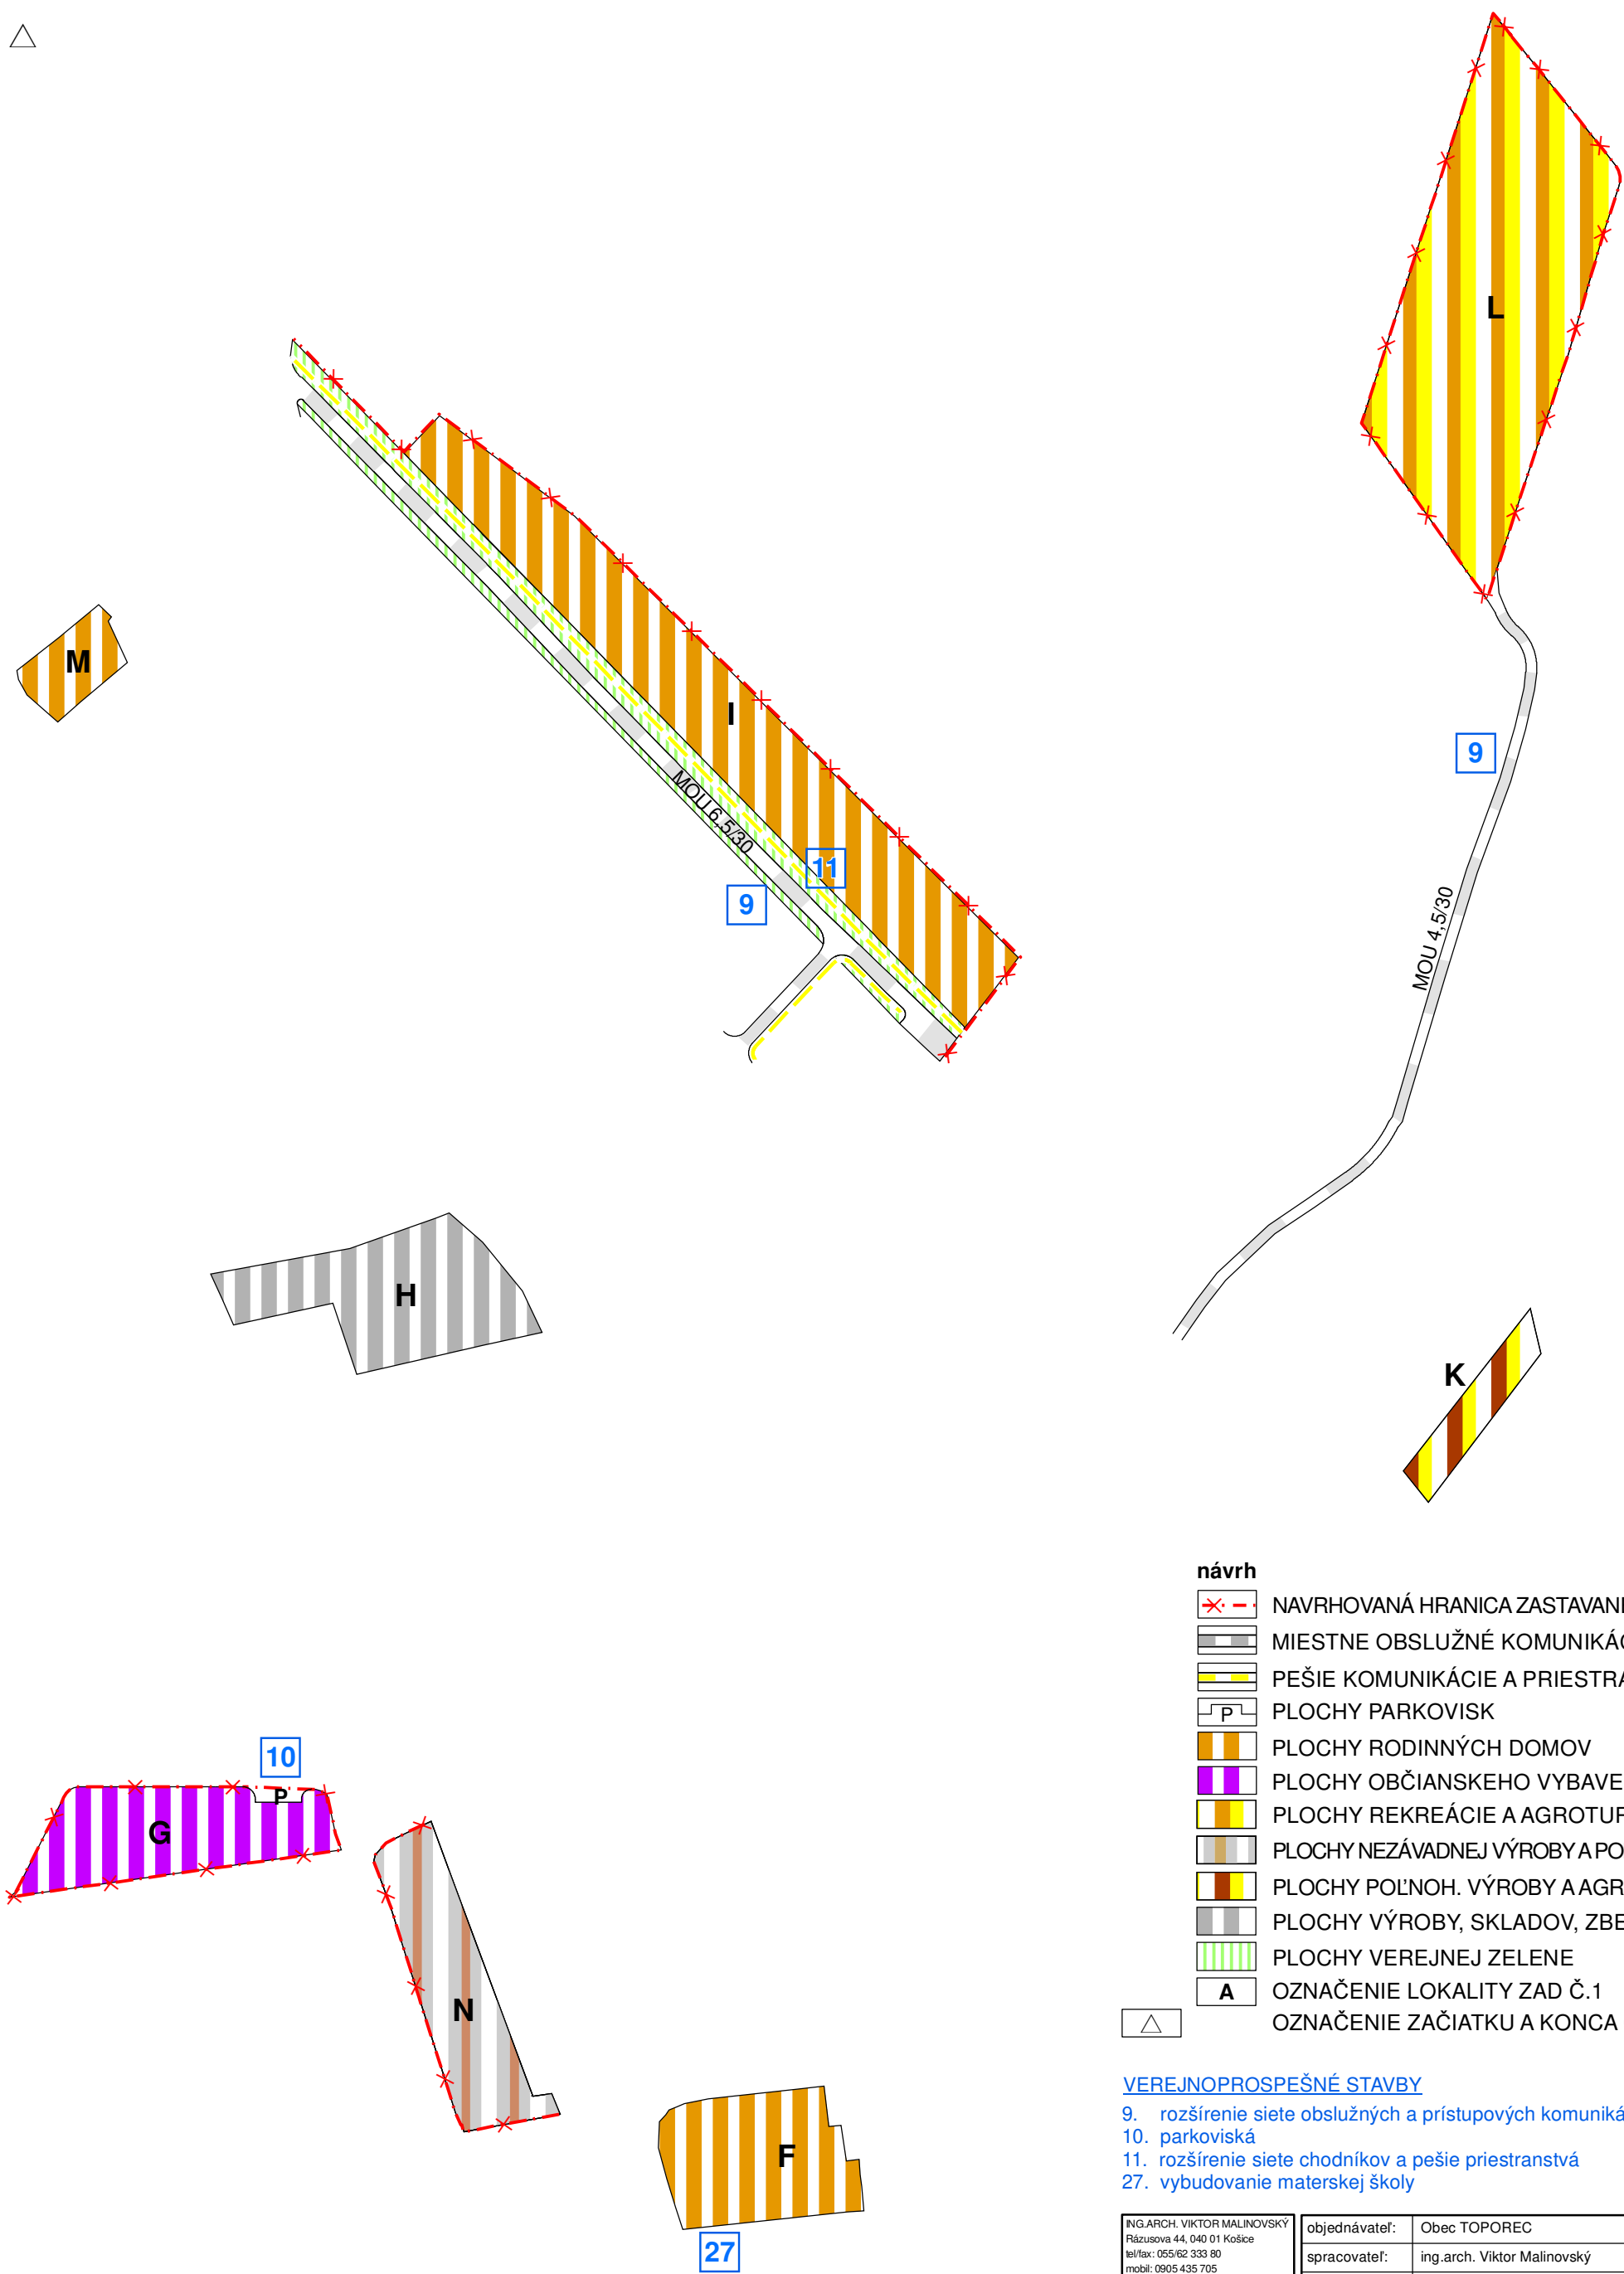 L
M
I
9
MOU 6,5/30
11
9
MOU 4,5/30
H
K
10
P
G
N
F
27
návrh
NAVRHOVANÁ HRANICA ZASTAVAN
MIESTNE OBSLUŽNÉ KOMUNIKÁ
PEŠIE KOMUNIKÁCIE A PRIESTRA
P PLOCHY PARKOVISK
PLOCHY RODINNÝCH DOMOV
PLOCHY OBČIANSKEHO VYBAVE
PLOCHY REKREÁCIE A AGROTUR
PLOCHY NEZÁVADNEJ VÝROBY A PO
PLOCHY POĽNOH. VÝROBY A AGR
PLOCHY VÝROBY, SKLADOV, ZBE
PLOCHY VEREJNEJ ZELENE
A OZNAČENIE LOKALITY ZAD Č.1
OZNAČENIE ZAČIATKU A KONCA
VEREJNOPROSPEŠNÉ STAVBY
9. rozšírenie siete obslužných a prístupových komuniká
10. parkoviská
11. rozšírenie siete chodníkov a pešie priestranstvá
27. vybudovanie materskej školy
ING.ARCH. VIKTOR MALINOVSKÝ
Rázusova 44, 040 01 Košice
tel/fax: 055/62 333 80
mobil: 0905 435 705
objednávateľ: Obec TOPOREC
spracovateľ: ing.arch. Viktor Malinovský